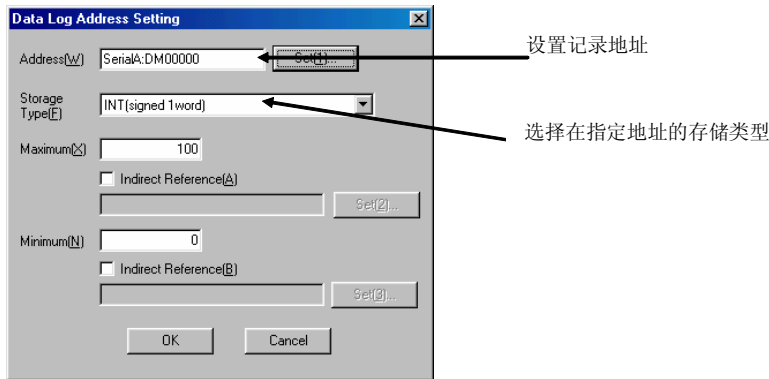 Data Log Address Setting
Address(W) SerialA:DM00000 Set(1)...
设置记录地址
Storage
Type(F)
INT(signed 1word)
选择在指定地址的存储类型
Maximum(X) 100
Indirect Reference(A)
Set(2)...
Minimum(N) 0
Indirect Reference(B)
Set(3)...
OK Cancel